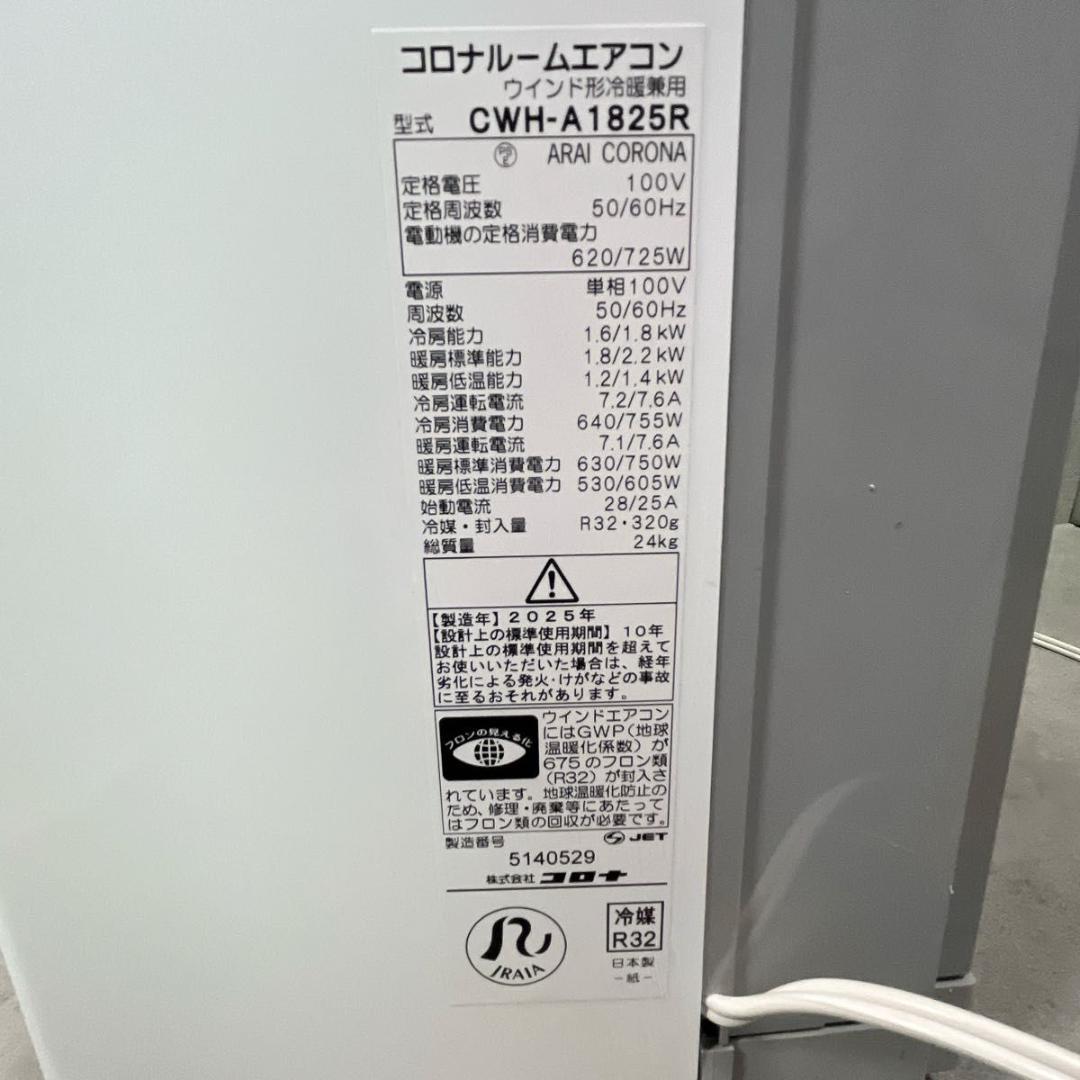 コロナルームエアコン
ウインド形冷暖兼用
型式 CWH-A1825R
PS E ARAI CORONA
定格電圧 100V
定格周波数 50/60Hz
電動機の定格消費電力
620/725W
電源 単相100V
周波数 50/60Hz
冷房能力 1.6/1.8kW
暖房標準能力 1.8/2.2kW
暖房低温能力 1.2/1.4kW
冷房運転電流 7.2/7.6A
冷房消費電力 640/755W
暖房運転電流 7.1/7.6A
暖房標準消費電力 630/750W
暖房低温消費電力 530/605W
始動電流 28/25A
冷媒・封入量 R32・320g
総質量 24kg
【製造年】2025年
【設計上の標準使用期間】10年
設計上の標準使用期間を超えて
お使いいただいた場合は、経年
劣化による発火・けがなどの事故
に至るおそれがあります。
フロンの見える化
ウインドエアコン
にはGWP(地球
温暖化係数)が
675のフロン類
(R32)が封入さ
れています。地球温暖化防止の
ため、修理・廃棄等にあたって
はフロン類の回収が必要です。
製造番号 JET
5140529
株式会社 コロナ
JRAIA
冷媒
R32
日本製
-紙-